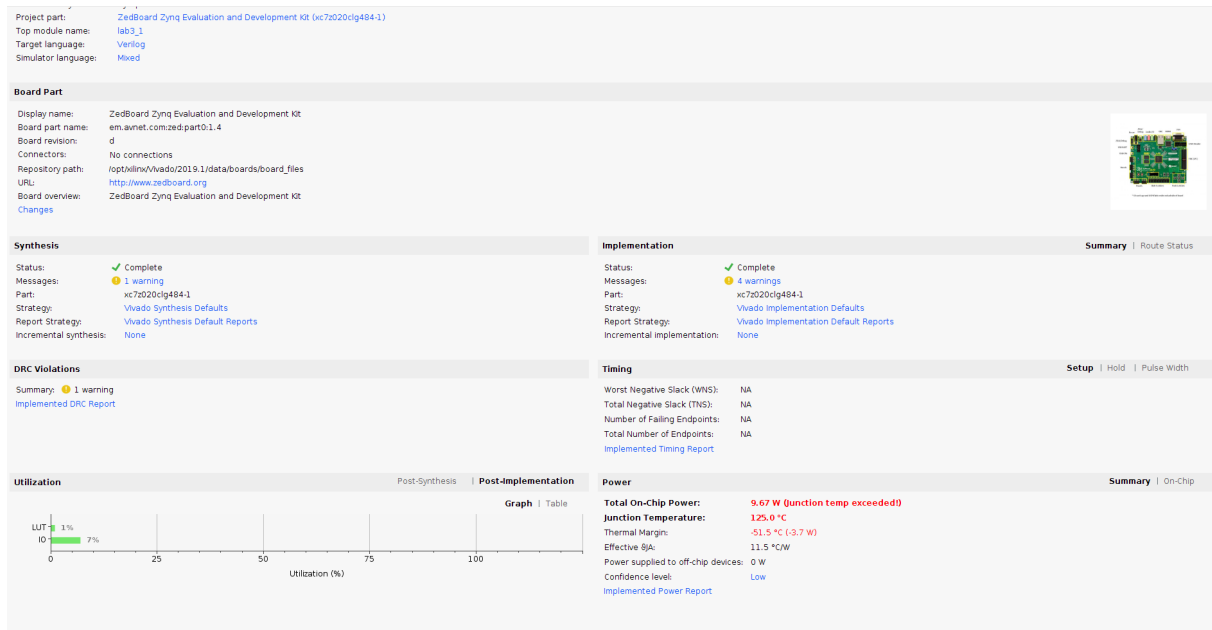 Project part: ZedBoard Zynq Evaluation and Development Kit (xc7z020clg484-1)
Top module name: lab3_1
Target language: Verilog
Simulator language: Mixed
Board Part
Display name: ZedBoard Zynq Evaluation and Development Kit
Board part name: em.avnet.com:zed:part0:1.4
Board revision: d
Connectors: No connections
Repository path: /opt/xilinx/Vivado/2019.1/data/boards/board_files
URL: http://www.zedboard.org
Board overview: ZedBoard Zynq Evaluation and Development Kit
Changes
Synthesis
Status: Complete
Messages: 1 warning
Part: xc7z020clg484-1
Strategy: Vivado Synthesis Defaults
Report Strategy: Vivado Synthesis Default Reports
Incremental synthesis: None
Implementation Summary | Route Status
Status: Complete
Messages: 4 warnings
Part: xc7z020clg484-1
Strategy: Vivado Implementation Defaults
Report Strategy: Vivado Implementation Default Reports
Incremental implementation: None
DRC Violations
Summary: 1 warning
Implemented DRC Report
Timing Setup | Hold | Pulse Width
Worst Negative Slack (WNS): NA
Total Negative Slack (TNS): NA
Number of Failing Endpoints: NA
Total Number of Endpoints: NA
Implemented Timing Report
Utilization Post-Synthesis | Post-Implementation
Graph | Table
LUT 1%
IO 7%
0 25 50 75 100
Utilization (%)
Power Summary | On-Chip
Total On-Chip Power: 9.67 W (Junction temp exceeded!)
Junction Temperature: 125.0 °C
Thermal Margin: -51.5 °C (-3.7 W)
Effective ϑJA: 11.5 °C/W
Power supplied to off-chip devices: 0 W
Confidence level: Low
Implemented Power Report